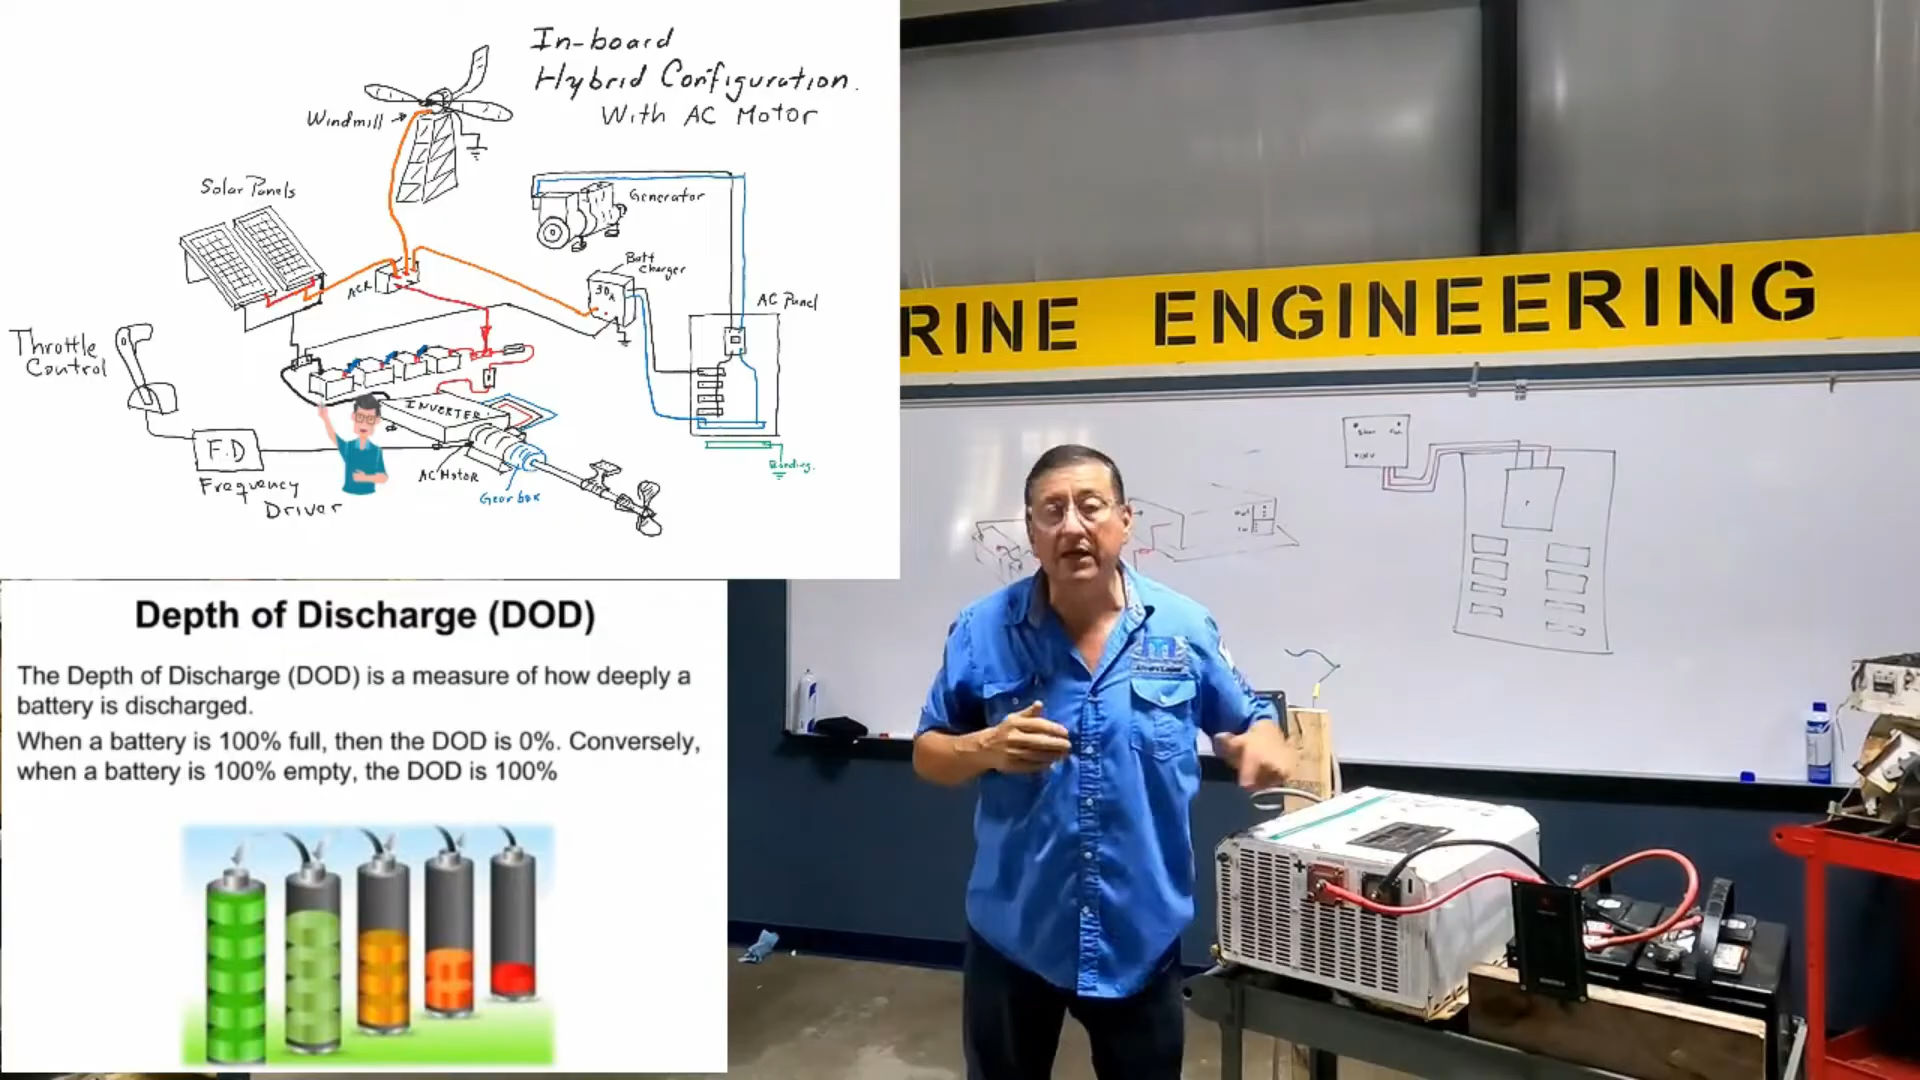 In-board
Hybrid Configuration.
With AC Motor
Windmill
Solar Panels
Generator
Batt
Charger
30A
ACR
AC Panel
Throttle
Control
INVERTER
F.D
Frequency
Driver
AC Motor
Gear box
Bonding.
RINE ENGINEERING
Depth of Discharge (DOD)
The Depth of Discharge (DOD) is a measure of how deeply a
battery is discharged.
When a battery is 100% full, then the DOD is 0%. Conversely,
when a battery is 100% empty, the DOD is 100%